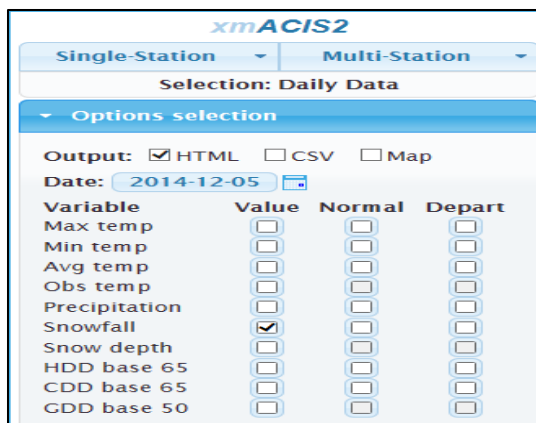 xmACIS2
Single-Station Multi-Station
Selection: Daily Data
Options selection
Output: HTML CSV Map
Date: 2014-12-05
Variable Value Normal Depart
Max temp
Min temp
Avg temp
Obs temp
Precipitation
Snowfall
Snow depth
HDD base 65
CDD base 65
GDD base 50